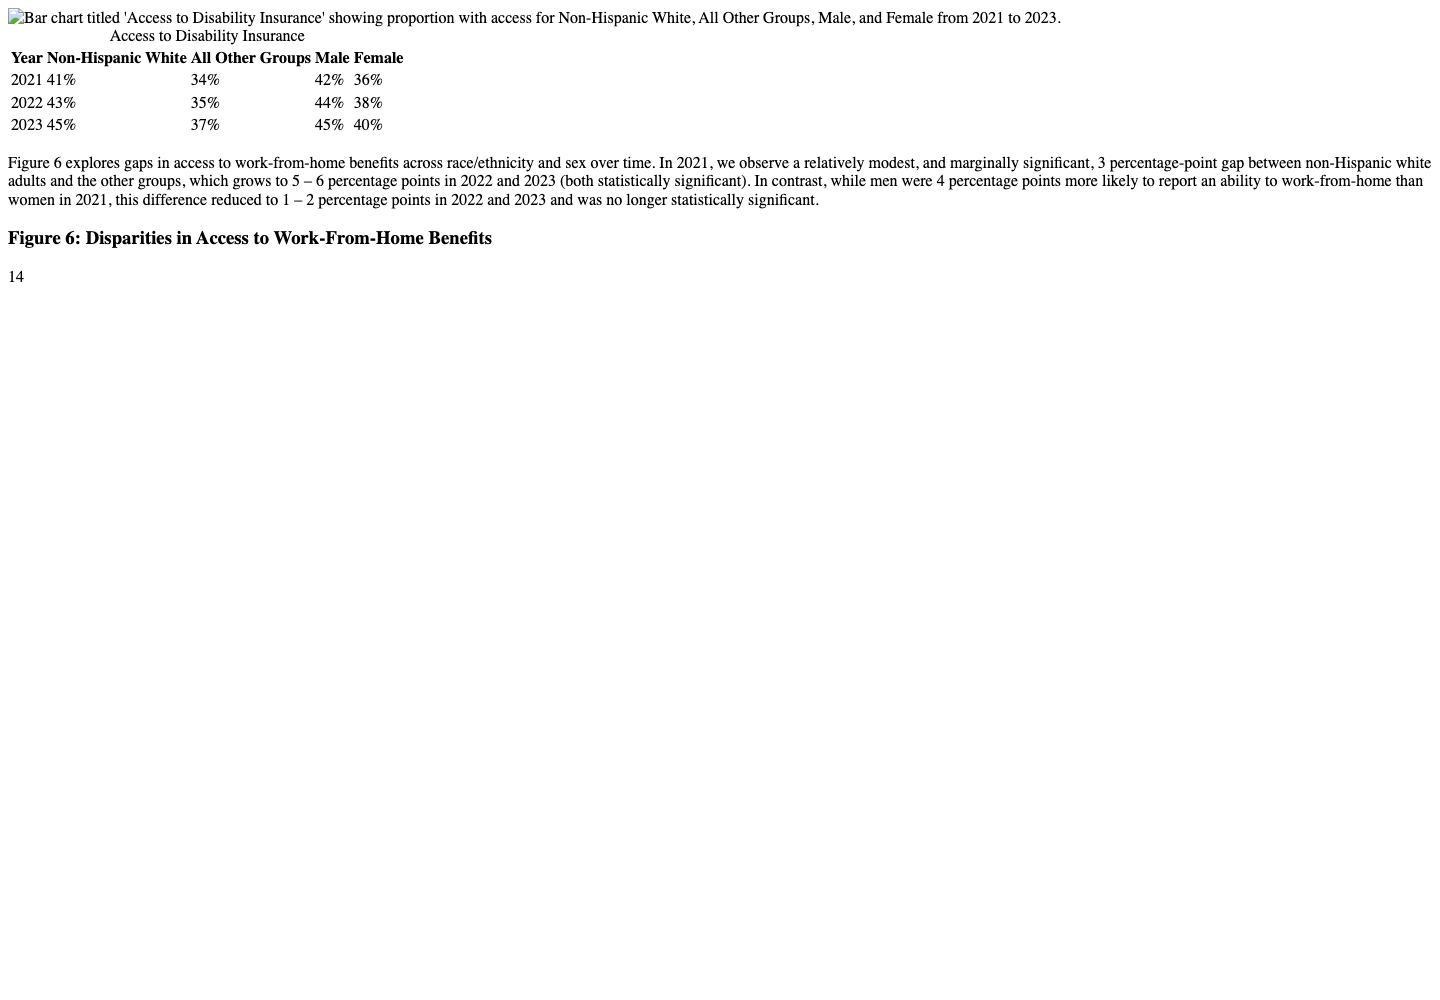 Bar chart titled 'Access to Disability Insurance' showing proportion with access for Non-Hispanic White, All Other Groups, Male, and Female from 2021 to 2023.
Access to Disability Insurance
Year Non-Hispanic White All Other Groups Male Female
2021 41% 34% 42% 36%
2022 43% 35% 44% 38%
2023 45% 37% 45% 40%
Figure 6 explores gaps in access to work-from-home benefits across race/ethnicity and sex over time. In 2021, we observe a relatively modest, and marginally significant, 3 percentage-point gap between non-Hispanic white
adults and the other groups, which grows to 5 – 6 percentage points in 2022 and 2023 (both statistically significant). In contrast, while men were 4 percentage points more likely to report an ability to work-from-home than
women in 2021, this difference reduced to 1 – 2 percentage points in 2022 and 2023 and was no longer statistically significant.
Figure 6: Disparities in Access to Work-From-Home Benefits
14